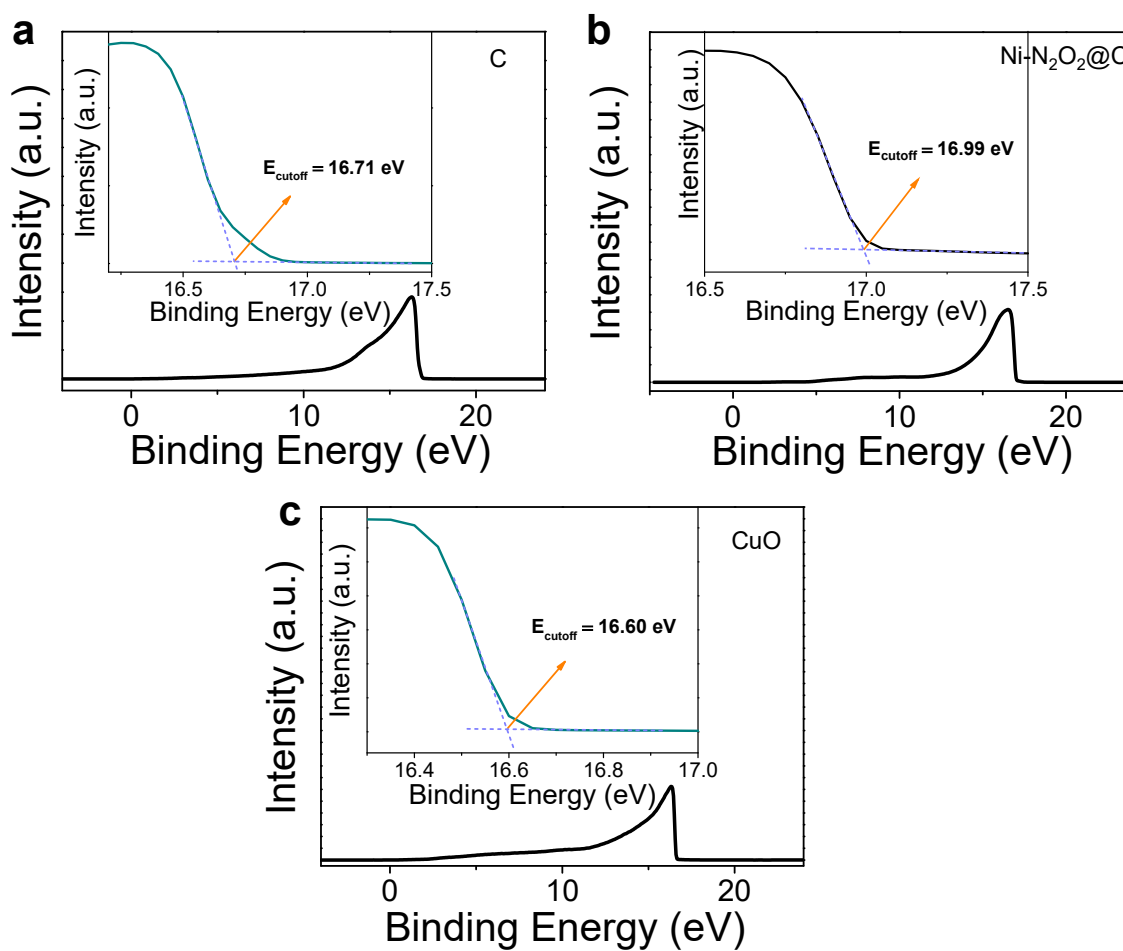 a
C
Intensity (a.u.)
Intensity (a.u.)
E_cutoff = 16.71 eV
16.5 17.0 17.5
Binding Energy (eV)
0 10 20
Binding Energy (eV)
b
Ni-N₂O₂@C
Intensity (a.u.)
Intensity (a.u.)
E_cutoff = 16.99 eV
16.5 17.0 17.5
Binding Energy (eV)
0 10 20
Binding Energy (eV)
c
CuO
Intensity (a.u.)
Intensity (a.u.)
E_cutoff = 16.60 eV
16.4 16.6 16.8 17.0
Binding Energy (eV)
0 10 20
Binding Energy (eV)